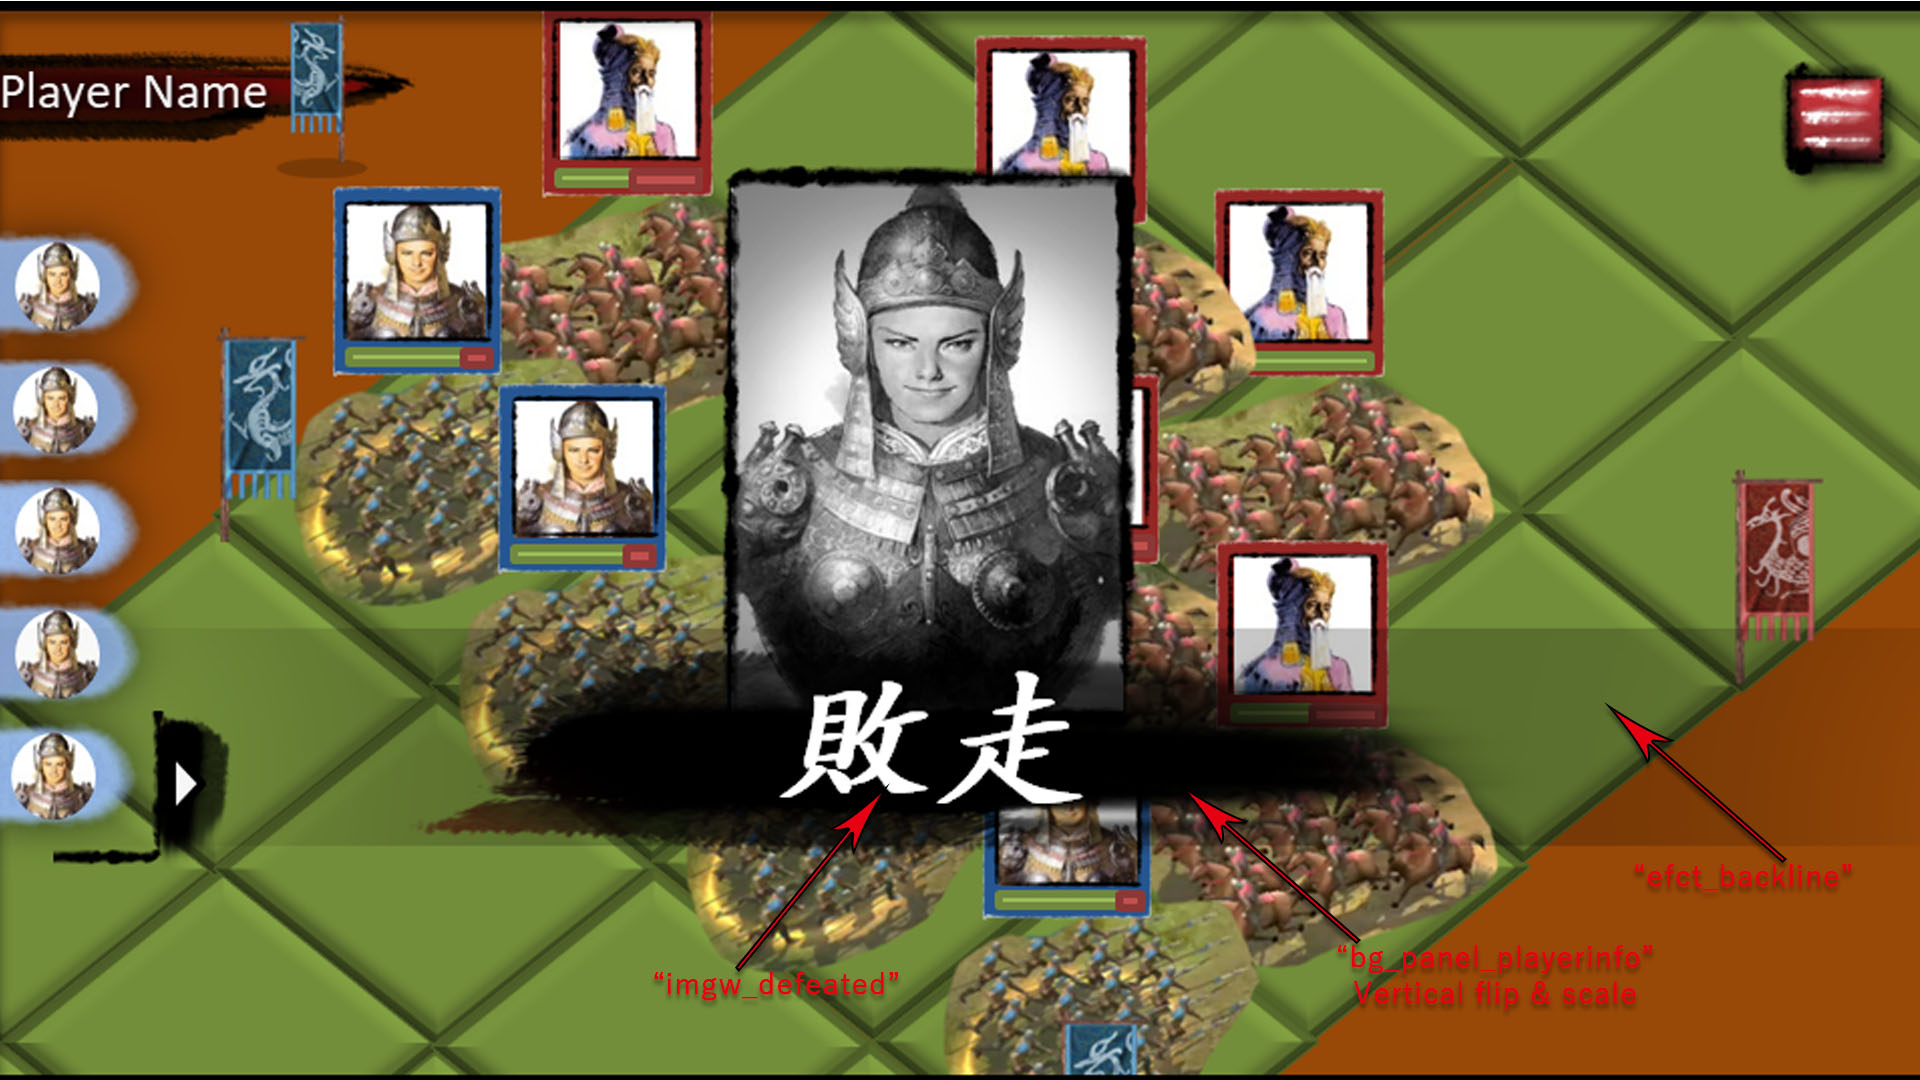 Player Name
敗走
“efct_backline”
“bg_panel_playerinfo”
Vertical flip & scale
“imgw_defeated”